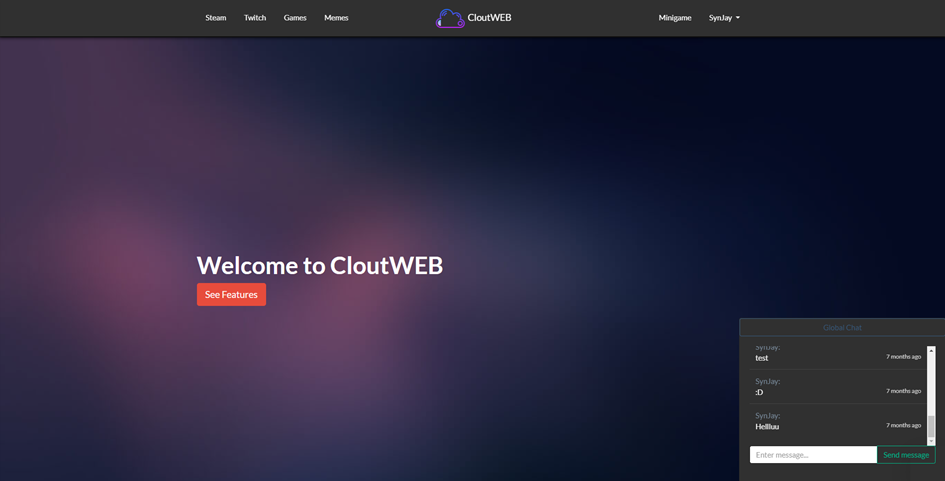 Steam Twitch Games Memes CloutWEB Minigame SynJay
Welcome to CloutWEB
See Features
Global Chat
SynJay:
test 7 months ago
SynJay:
:D 7 months ago
SynJay:
Hellluu 7 months ago
Enter message... Send message